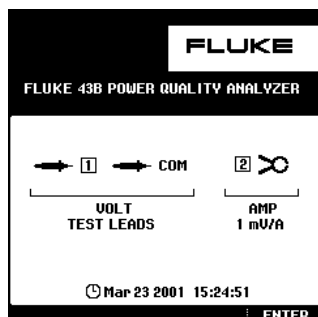 FLUKE
FLUKE 43B POWER QUALITY ANALYZER
1 COM 2
VOLT AMP
TEST LEADS 1 mV/A
Mar 23 2001 15:24:51
ENTER